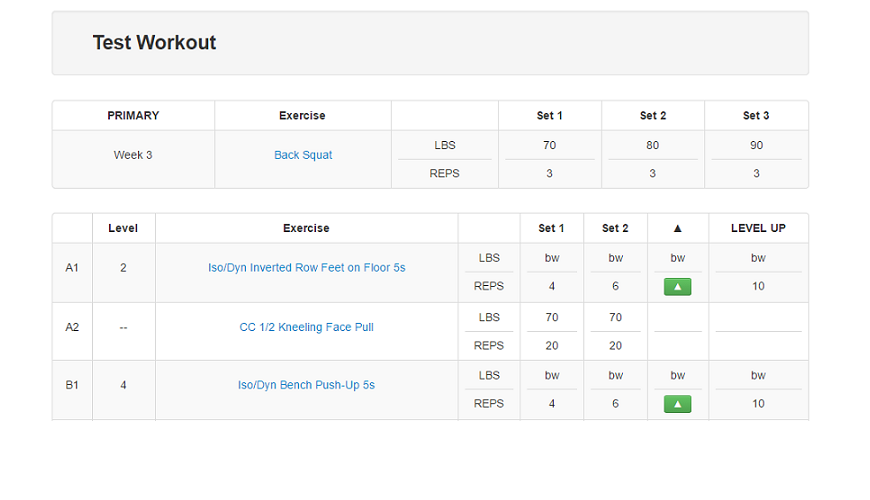 Test Workout
PRIMARY Exercise Set 1 Set 2 Set 3
Week 3 Back Squat LBS 70 80 90
REPS 3 3 3
Level Exercise Set 1 Set 2 ▲ LEVEL UP
A1 2 Iso/Dyn Inverted Row Feet on Floor 5s LBS bw bw bw bw
REPS 4 6 ▲ 10
A2 -- CC 1/2 Kneeling Face Pull LBS 70 70
REPS 20 20
B1 4 Iso/Dyn Bench Push-Up 5s LBS bw bw bw bw
REPS 4 6 ▲ 10